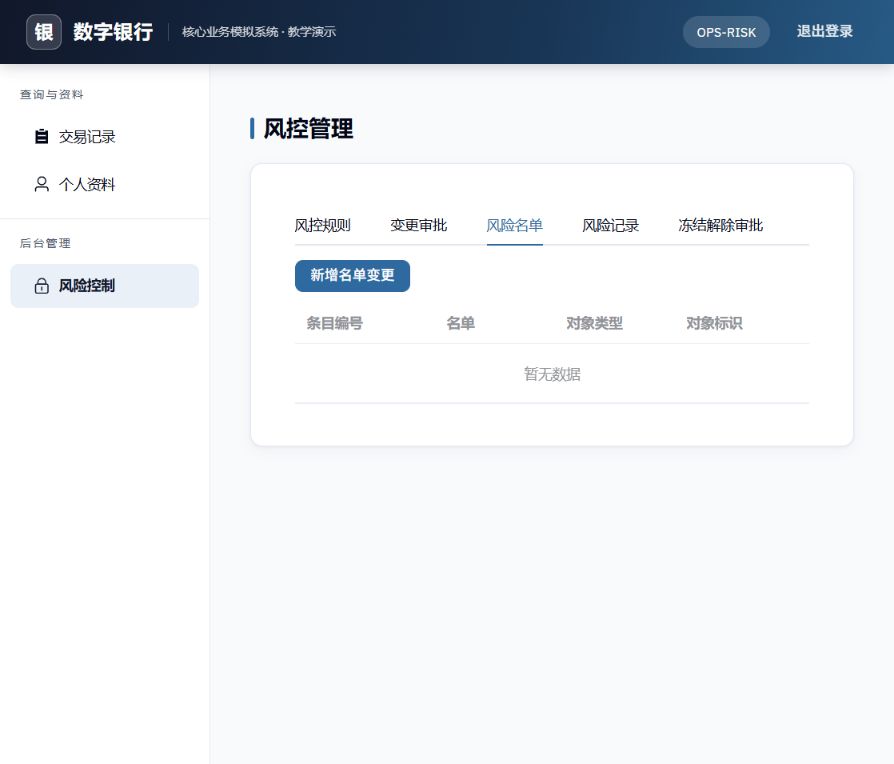 银 数字银行 核心业务模拟系统 · 教学演示 OPS-RISK 退出登录
查询与资料
交易记录
个人资料
后台管理
风险控制
风控管理
风控规则 变更审批 风险名单 风险记录 冻结解除审批
新增名单变更
条目编号 名单 对象类型 对象标识
暂无数据